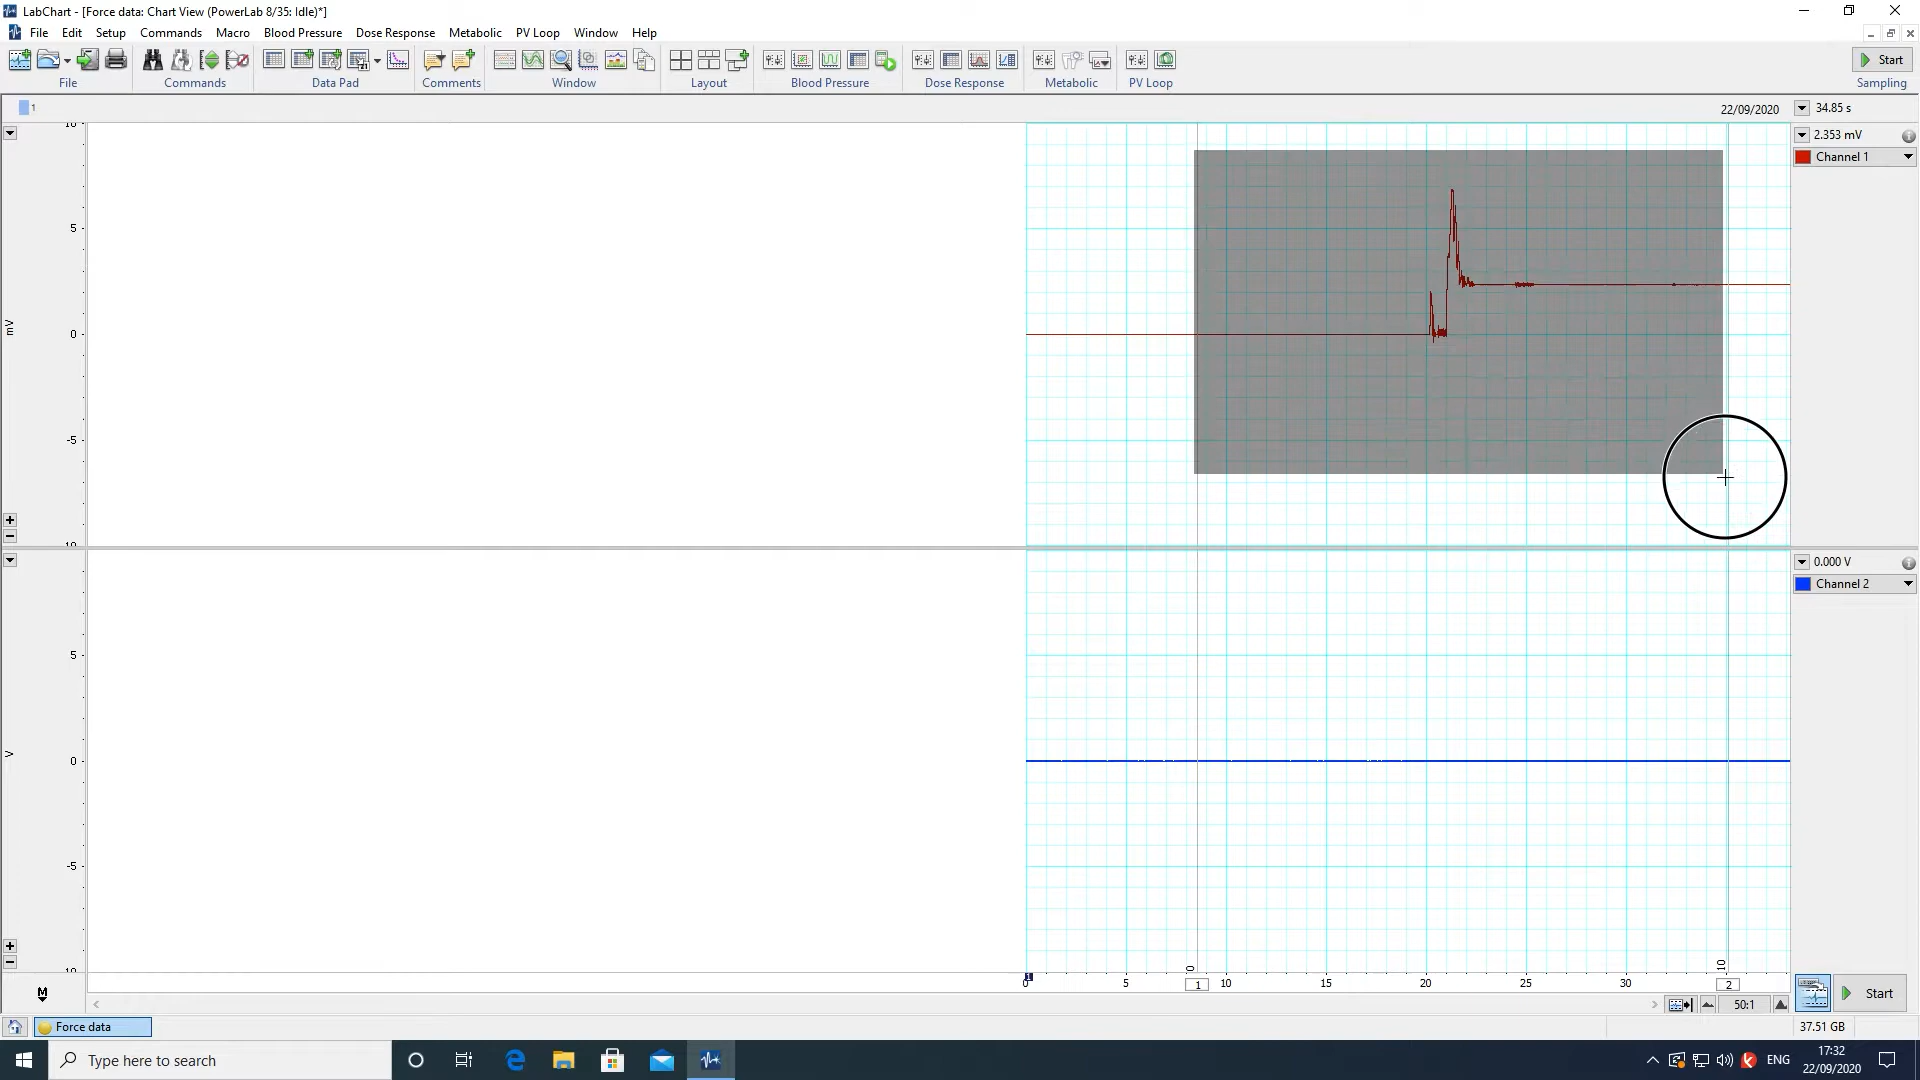 LabChart - [Force data: Chart View (PowerLab 8/35: Idle)*]
File Edit Setup Commands Macro Blood Pressure Dose Response Metabolic PV Loop Window Help
Start
File Commands Data Pad Comments Window Layout Blood Pressure Dose Response Metabolic PV Loop Sampling
1
22/09/2020
34.85 s
10
2.353 mV
Channel 1
5
mV
0
-5
10
0.000 V
Channel 2
5
V
0
-5
10
0
10
0 5 1 10 15 20 25 30 2
M
50:1
Start
Force data
37.51 GB
Type here to search
ENG
17:32
22/09/2020